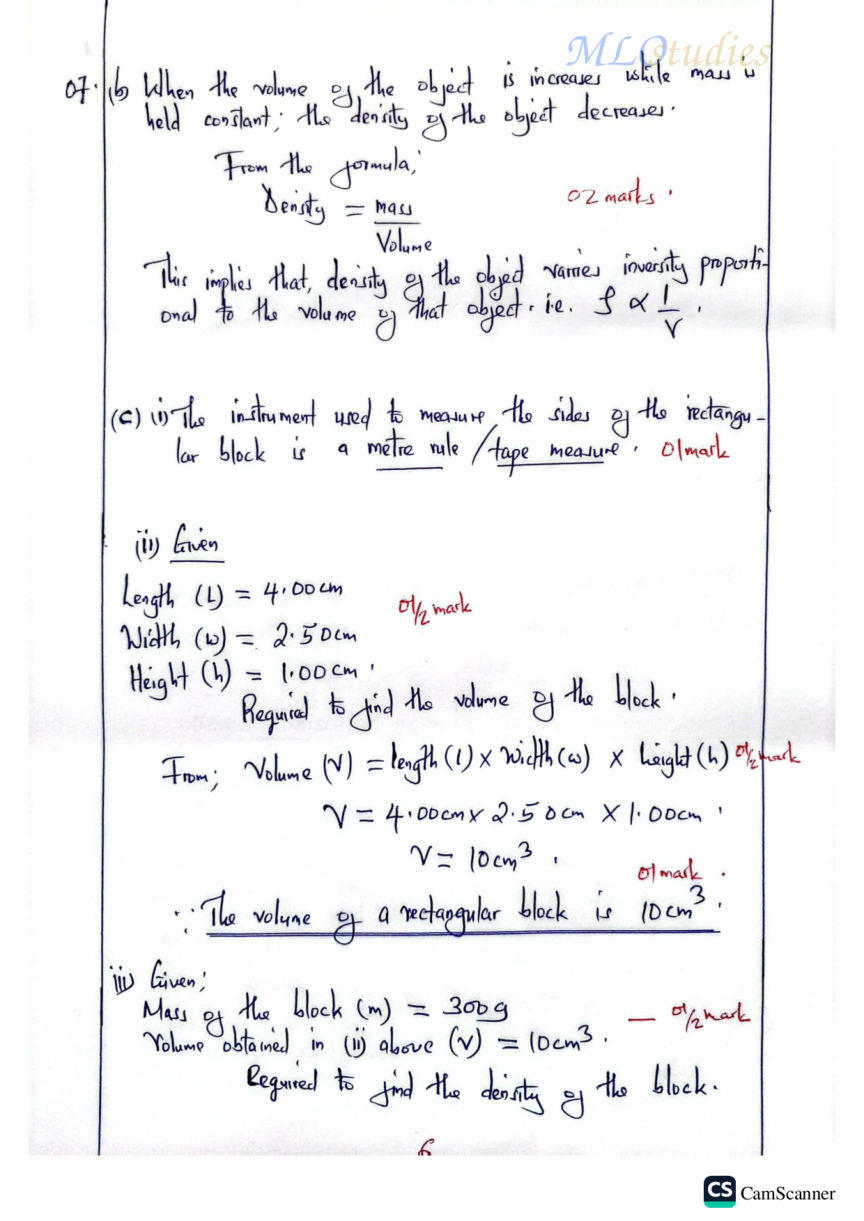 MLQstudies
07. (b) When the volume of the object is increases while mass is
held constant; the density of the object decreases.
From the formula;
Density = mass
Volume
02 marks.
This implies that, density of the object varries inversity proporti-
onal to the volume of that object. i.e. ρ ∝ 1/V.
(c) (i) The instrument used to measure the sides of the rectangu-
lar block is a metre rule / tape measure. 01mark
(ii) Given
Length (L) = 4.00cm
01/2 mark
Width (w) = 2.50cm
Height (h) = 1.00cm.
Required to find the volume of the block.
From; Volume (V) = length (l) x width (w) x height (h) 01/2 mark
V = 4.00cm x 2.50cm x 1.00cm.
V = 10cm³.
01mark.
∵ The volume of a rectangular block is 10cm³.
iii) Given;
Mass of the block (m) = 300g
— 01/2 mark
Volume obtained in (ii) above (v) = 10cm³.
Required to find the density of the block.
6
CS CamScanner